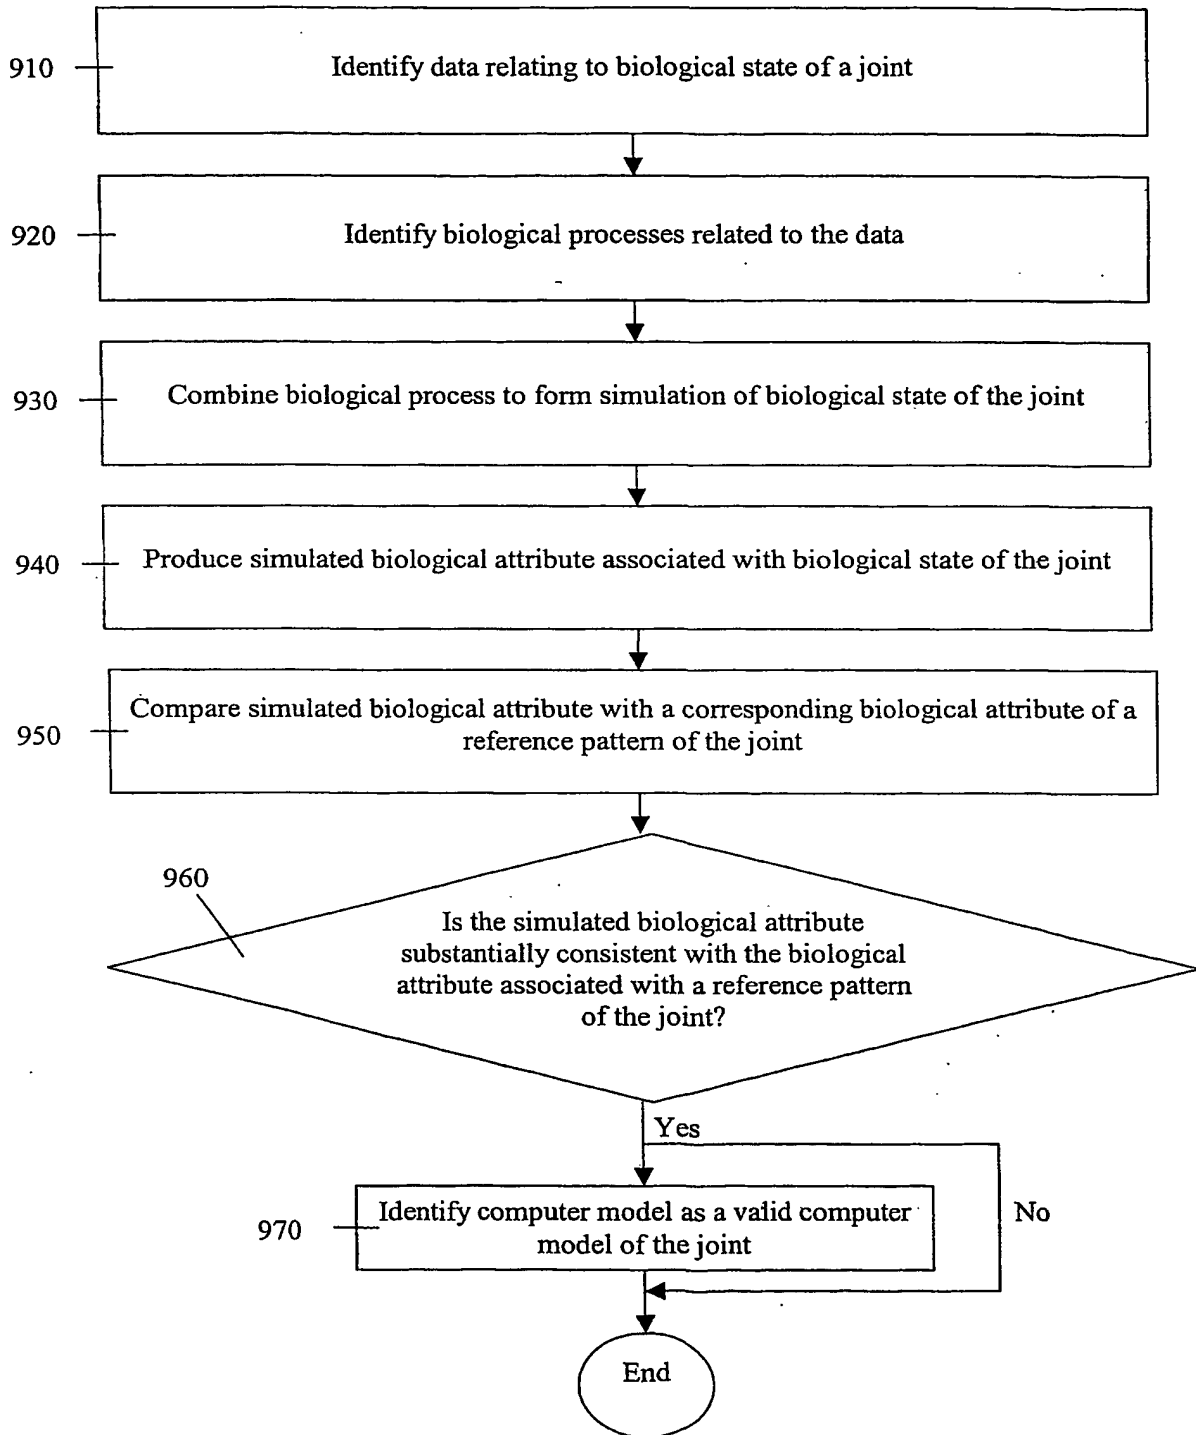 910
Identify data relating to biological state of a joint
920
Identify biological processes related to the data
930
Combine biological process to form simulation of biological state of the joint
940
Produce simulated biological attribute associated with biological state of the joint
950
Compare simulated biological attribute with a corresponding biological attribute of a
reference pattern of the joint
960
Is the simulated biological attribute
substantially consistent with the biological
attribute associated with a reference pattern
of the joint?
Yes
No
970
Identify computer model as a valid computer
model of the joint
End